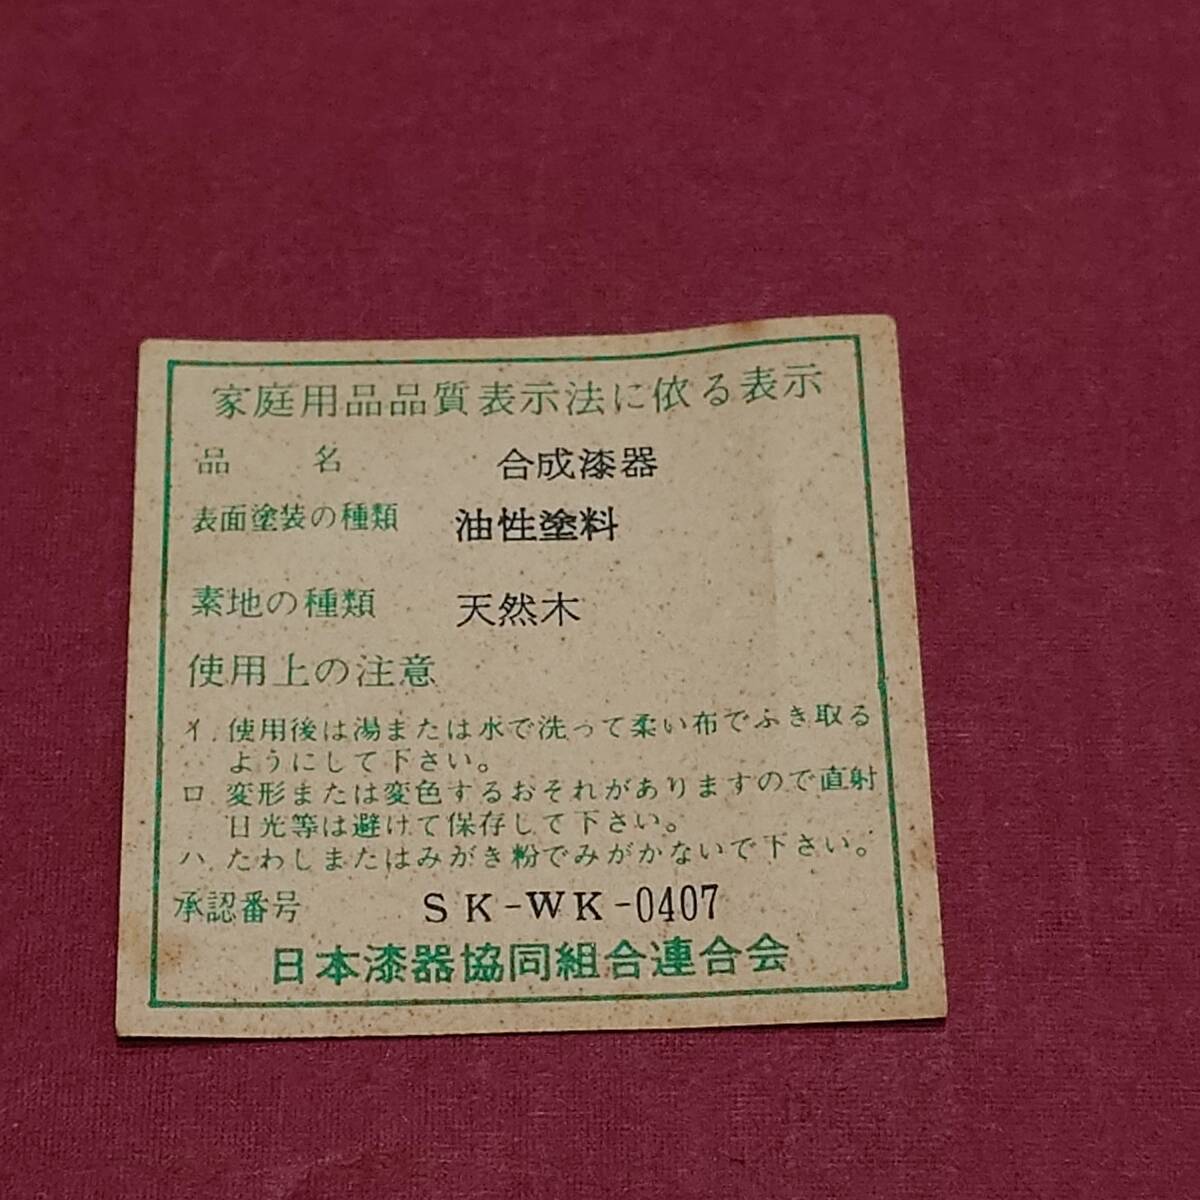 家庭用品品質表示法に依る表示
品名 合成漆器
表面塗装の種類 油性塗料
素地の種類 天然木
使用上の注意
イ. 使用後は湯または水で洗って柔い布でふき取る
ようにして下さい。
ロ. 変形または変色するおそれがありますので直射
日光等は避けて保存して下さい。
ハ. たわしまたはみがき粉でみがかないで下さい。
承認番号 SK-WK-0407
日本漆器協同組合連合会